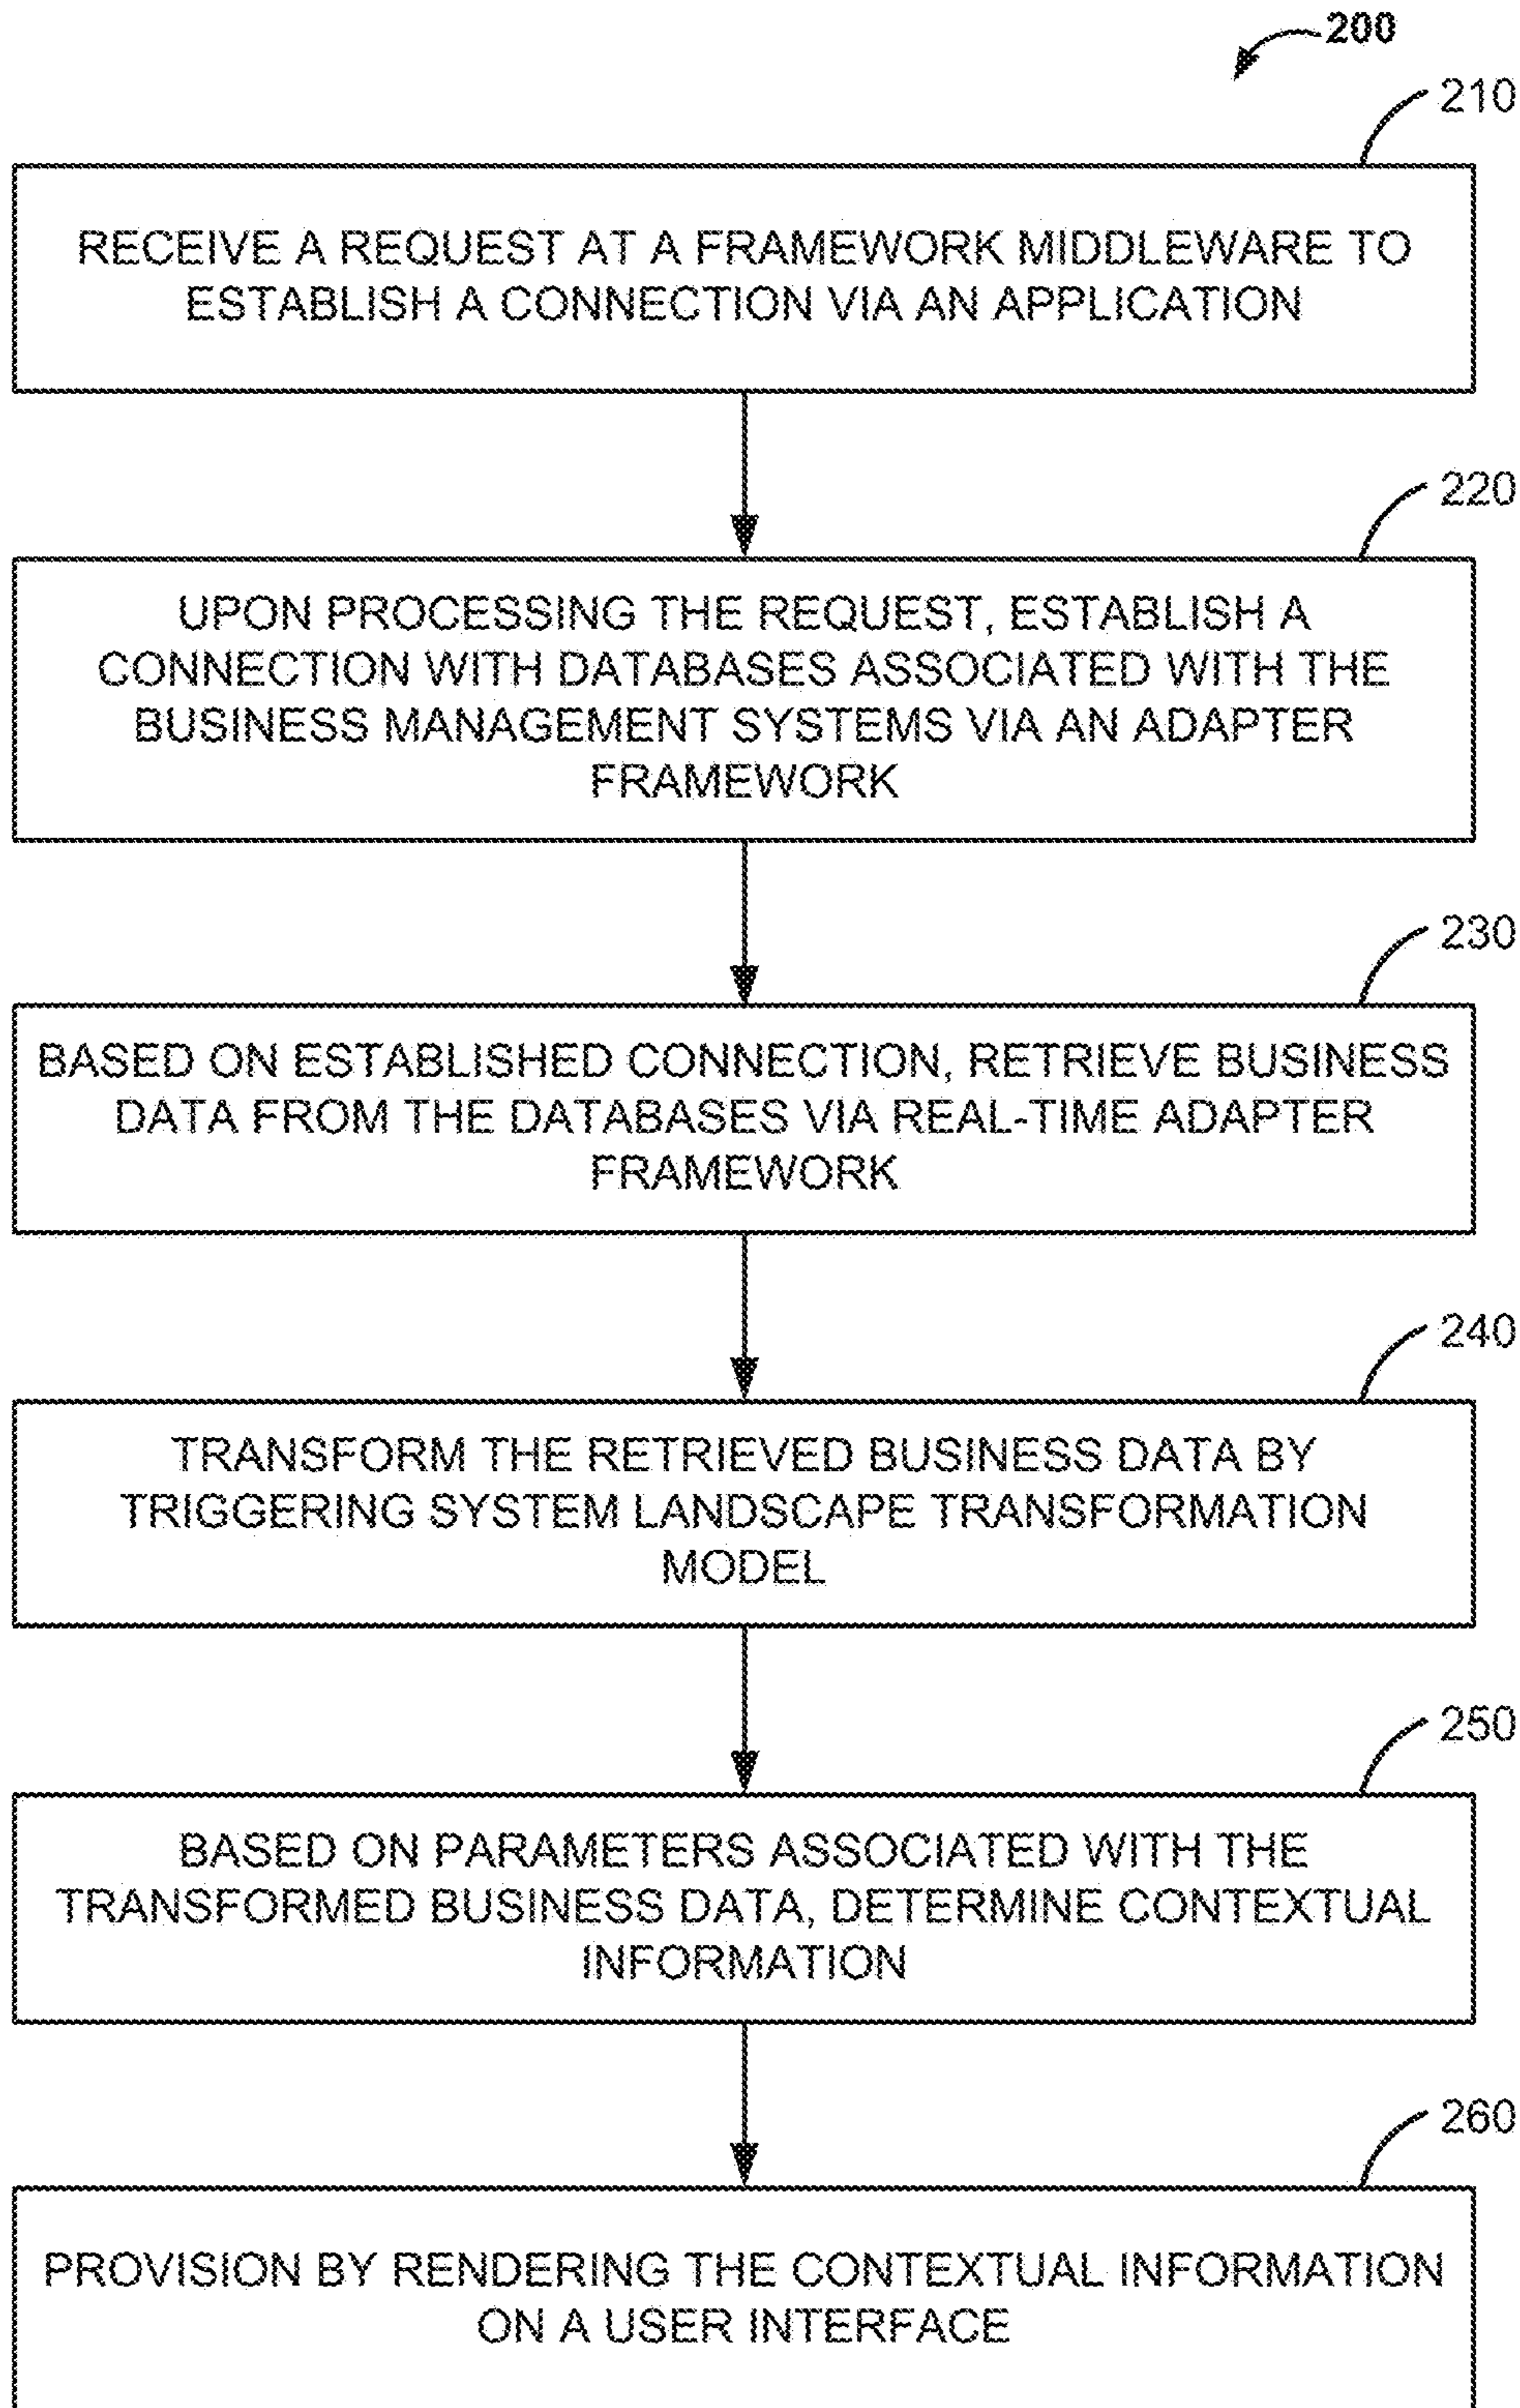 200
210
RECEIVE A REQUEST AT A FRAMEWORK MIDDLEWARE TO
ESTABLISH A CONNECTION VIA AN APPLICATION
220
UPON PROCESSING THE REQUEST, ESTABLISH A
CONNECTION WITH DATABASES ASSOCIATED WITH THE
BUSINESS MANAGEMENT SYSTEMS VIA AN ADAPTER
FRAMEWORK
230
BASED ON ESTABLISHED CONNECTION, RETRIEVE BUSINESS
DATA FROM THE DATABASES VIA REAL-TIME ADAPTER
FRAMEWORK
240
TRANSFORM THE RETRIEVED BUSINESS DATA BY
TRIGGERING SYSTEM LANDSCAPE TRANSFORMATION
MODEL
250
BASED ON PARAMETERS ASSOCIATED WITH THE
TRANSFORMED BUSINESS DATA, DETERMINE CONTEXTUAL
INFORMATION
260
PROVISION BY RENDERING THE CONTEXTUAL INFORMATION
ON A USER INTERFACE